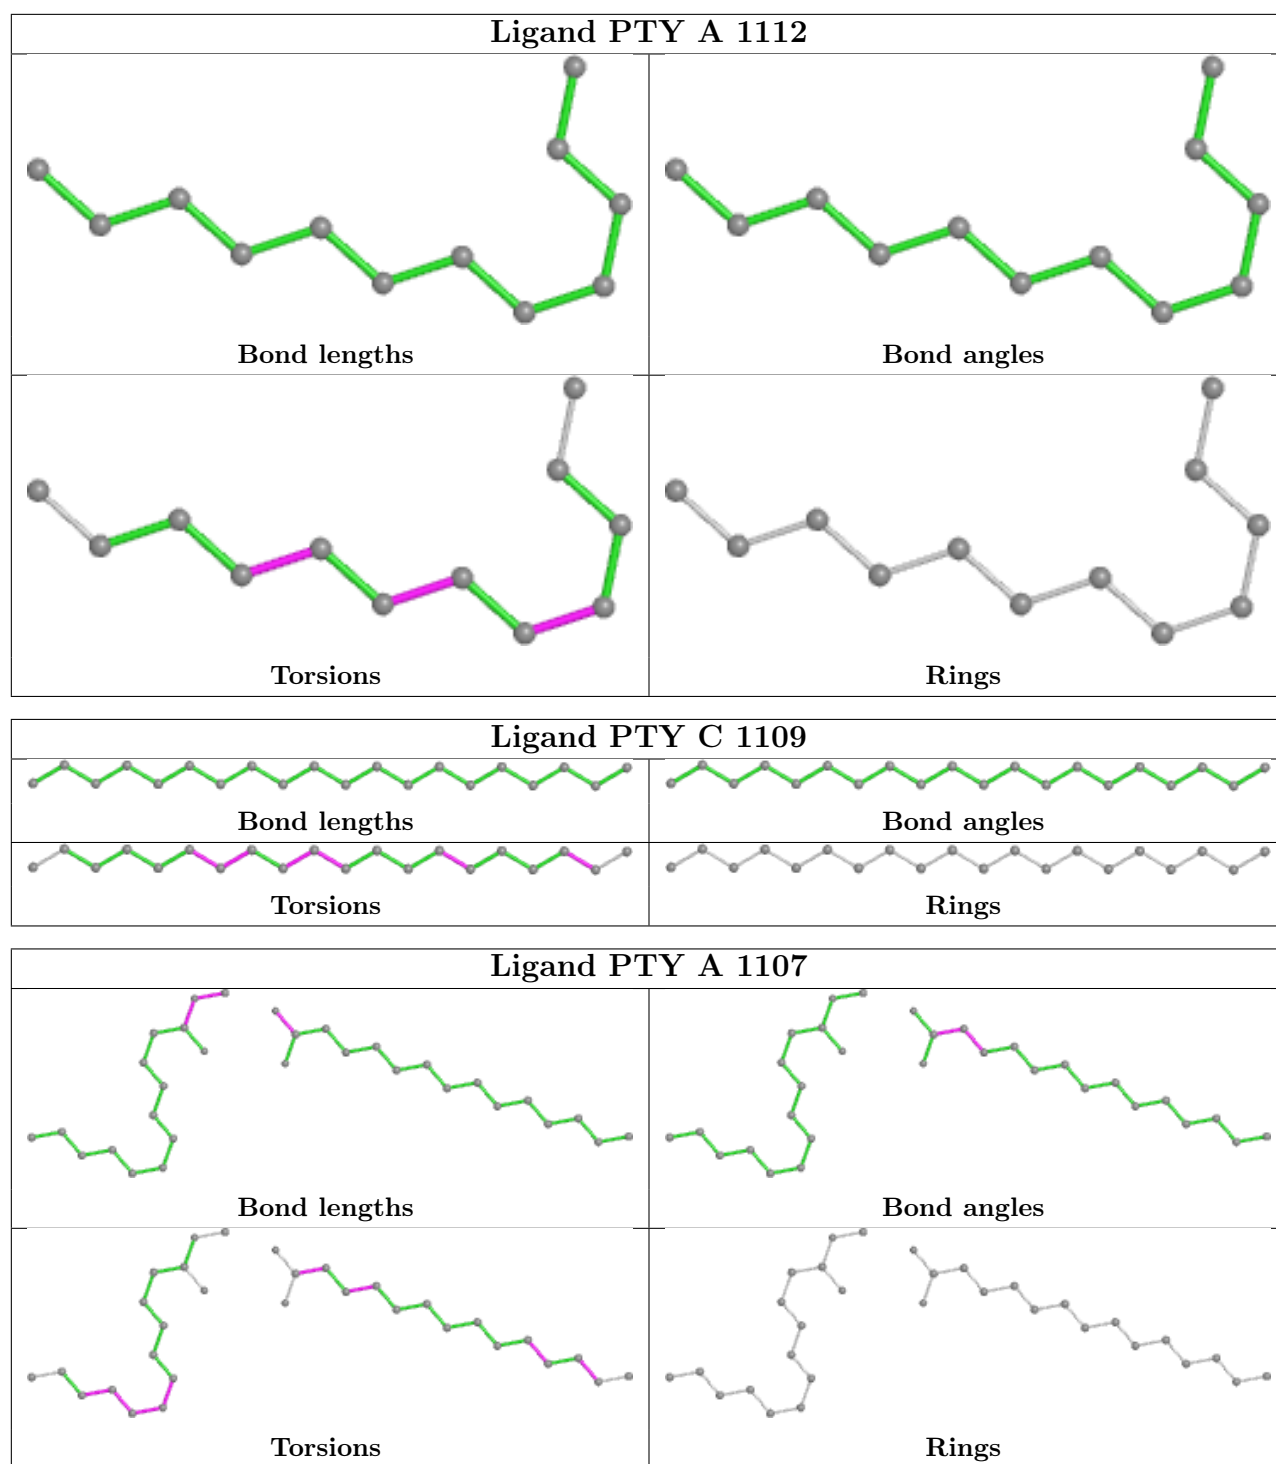 Ligand PTY A 1112
Bond lengths
Bond angles
Torsions
Rings
Ligand PTY C 1109
Bond lengths
Bond angles
Torsions
Rings
Ligand PTY A 1107
Bond lengths
Bond angles
Torsions
Rings